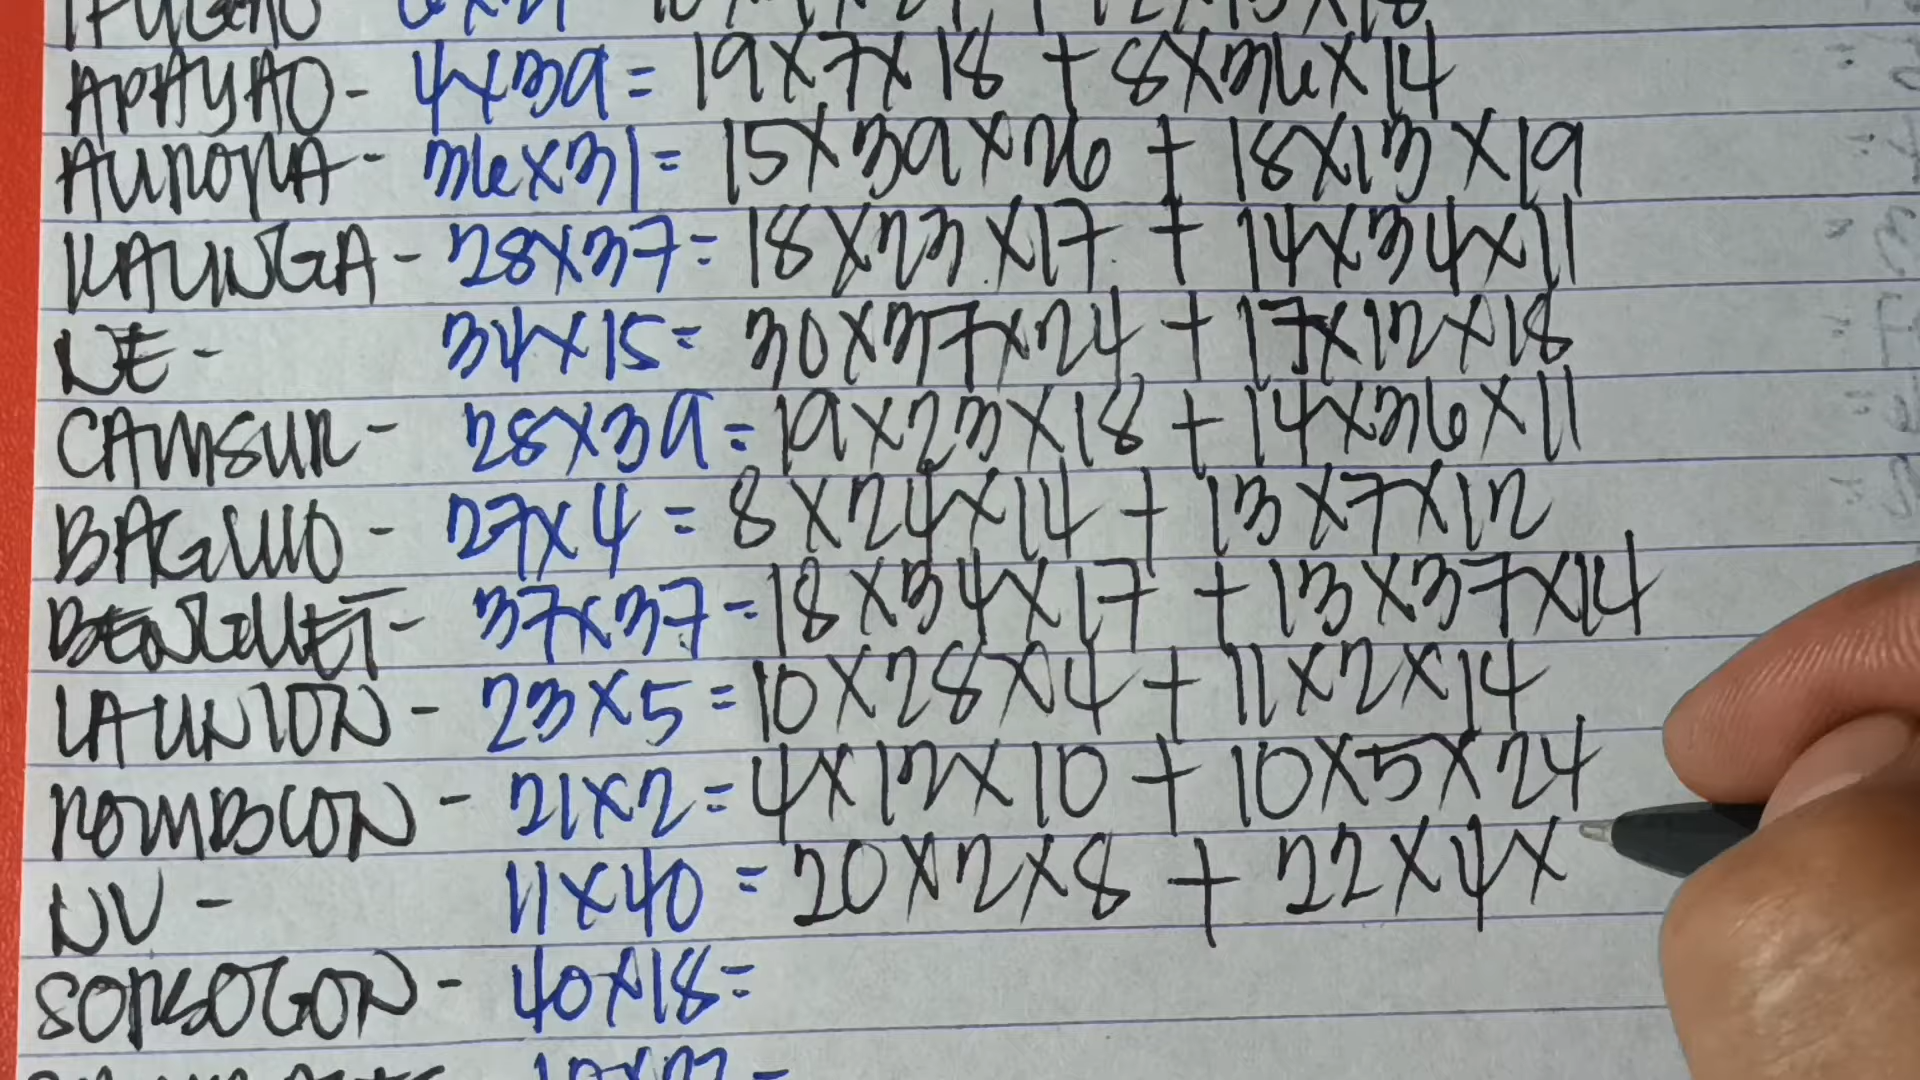 APAYAO - 4x39 = 19x7x18 + 8x36x14
AURORA - 36x31 = 15x39x26 + 18x13x19
KALINGA - 28x37 = 18x23x17 + 14x34x11
NE - 34x15 = 30x37x24 + 17x12x18
CAMSUR - 28x39 = 19x23x18 + 14x36x11
BAGUIO - 27x4 = 8x24x14 + 13x7x12
BENGUET - 37x37 = 18x34x17 + 13x37x14
LA UNION - 23x5 = 10x28x4 + 11x2x14
ROMBLON - 21x2 = 4x12x10 + 10x5x24
NV - 11x40 = 20x2x8 + 22x4x
SORSOGON - 40x18 =